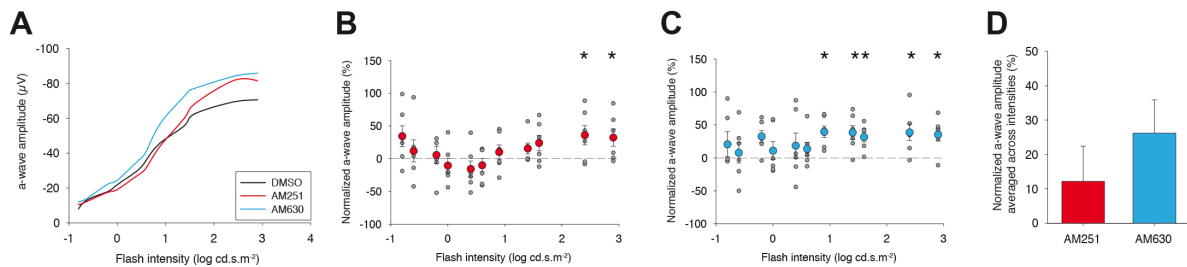 A
a-wave amplitude (µV)
-100
-80
-60
-40
-20
0
DMSO
AM251
AM630
-1
0
1
2
3
4
Flash intensity (log cd.s.m⁻²)
B
Normalized a-wave amplitude (%)
150
100
50
0
-50
-100
* *
-1
0
1
2
3
Flash intensity (log cd.s.m⁻²)
C
Normalized a-wave amplitude (%)
150
100
50
0
-50
-100
* * * * *
-1
0
1
2
3
Flash intensity (log cd.s.m⁻²)
D
Normalized a-wave amplitude
averaged across intensities (%)
50
40
30
20
10
0
AM251
AM630